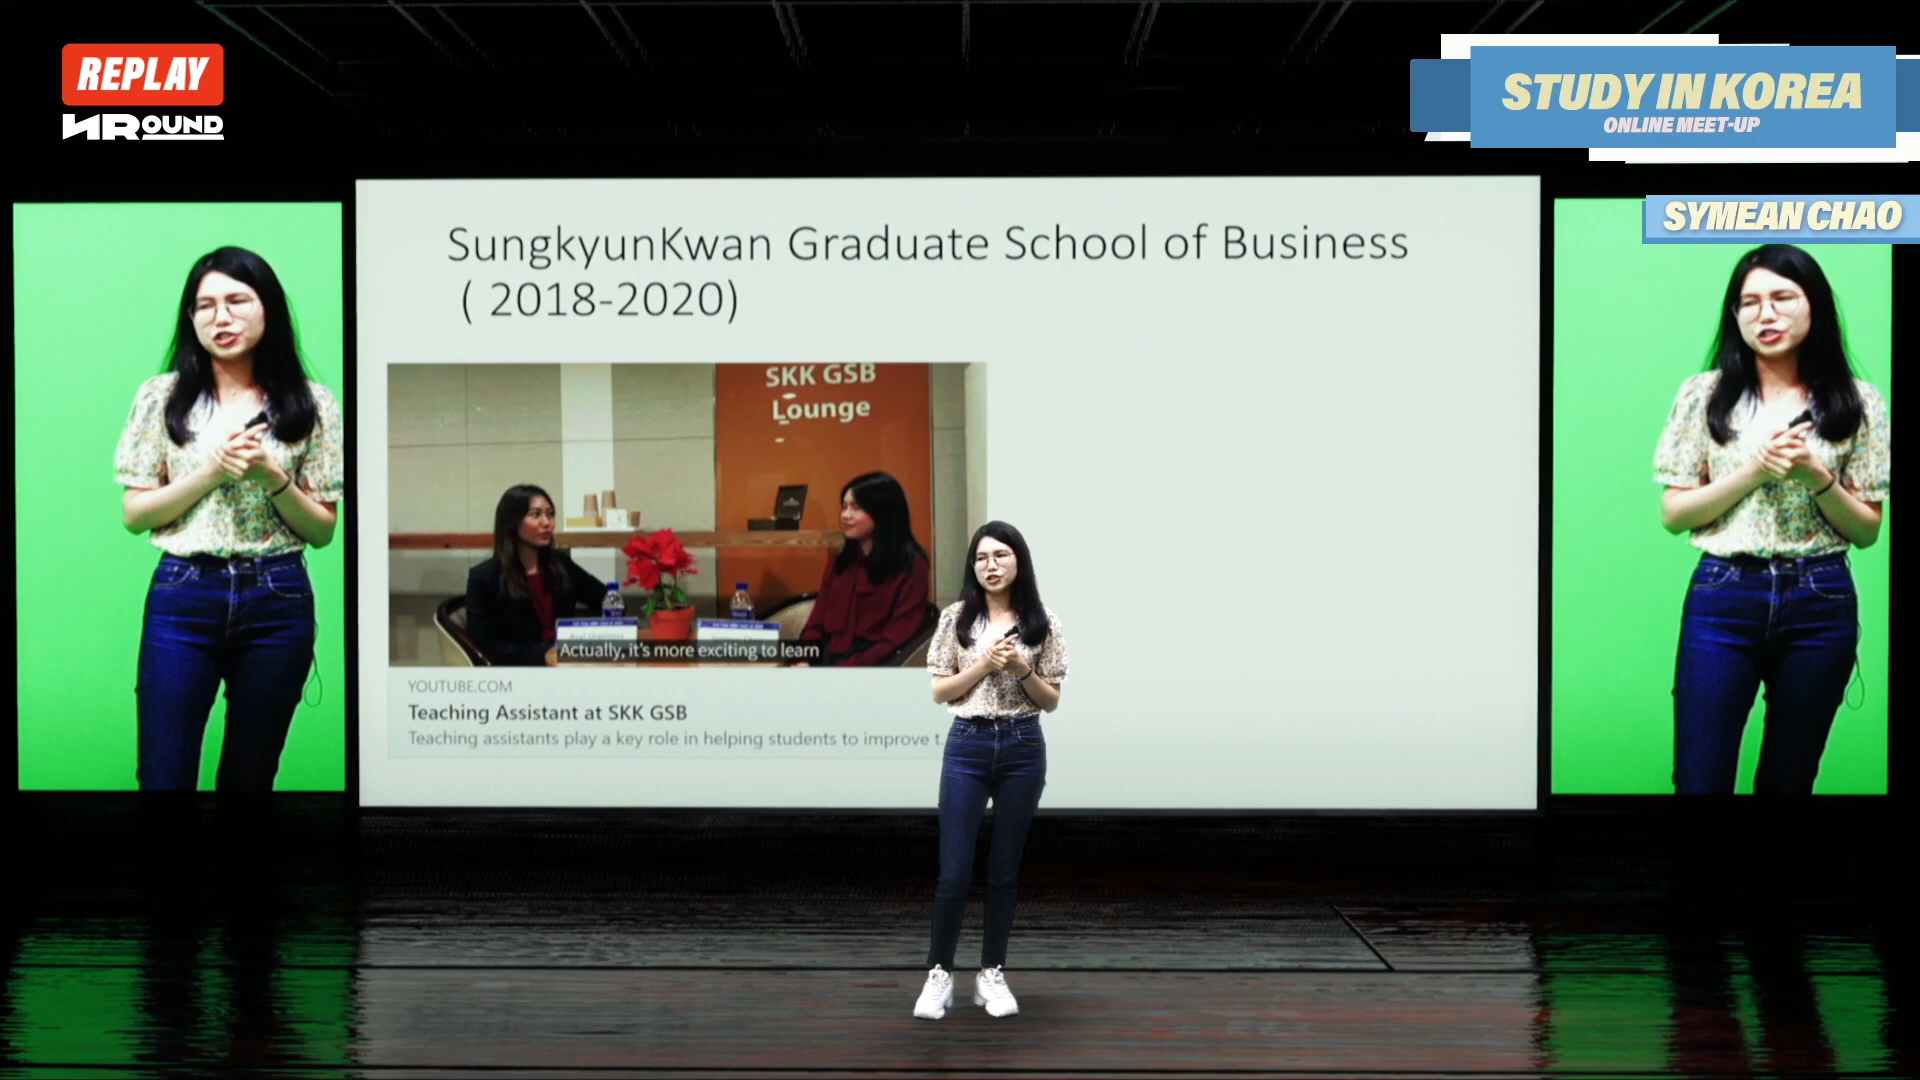 REPLAY
NROUND
STUDY IN KOREA
ONLINE MEET-UP
SYMEAN CHAO
SungkyunKwan Graduate School of Business
( 2018-2020)
SKK GSB
Lounge
Actually, it's more exciting to learn
YOUTUBE.COM
Teaching Assistant at SKK GSB
Teaching assistants play a key role in helping students to improve t.